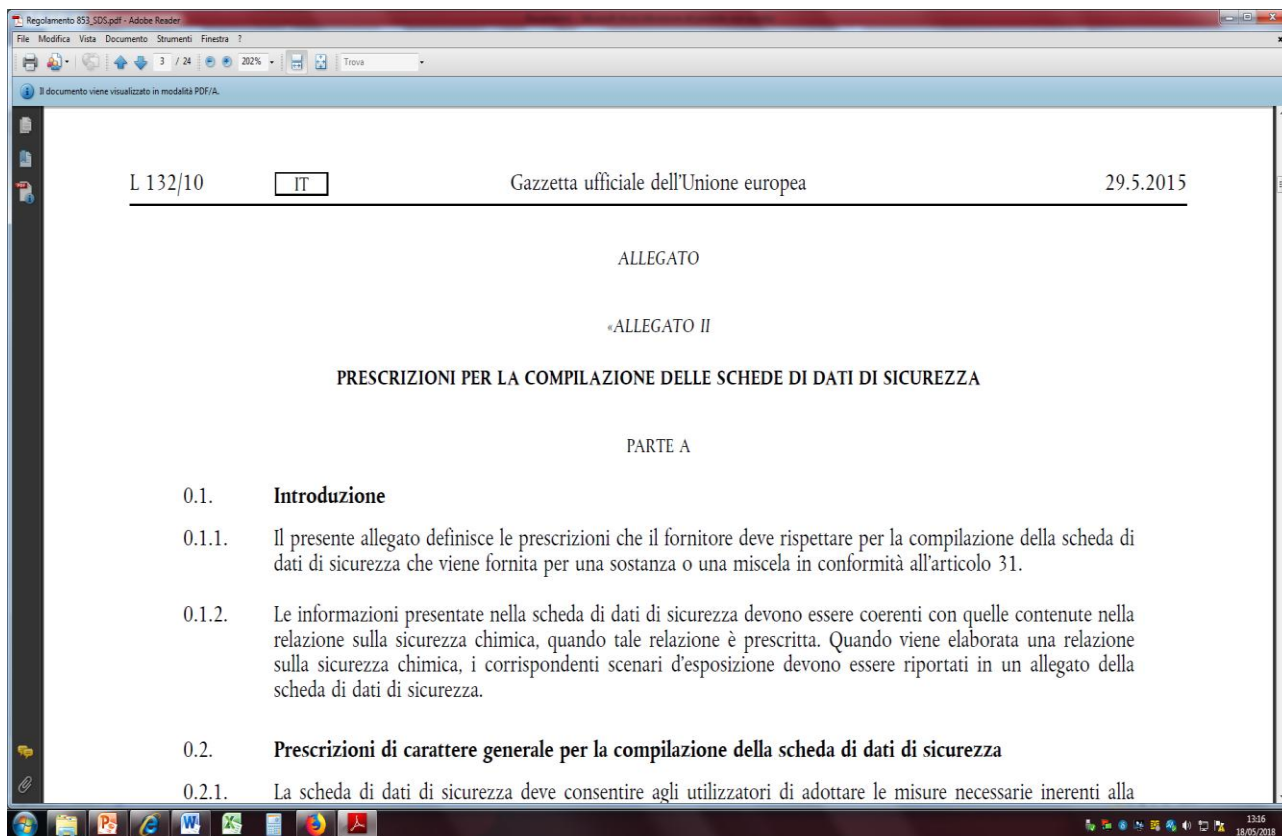 Regolamento 853_SDS.pdf - Adobe Reader
File Modifica Vista Documento Strumenti Finestra ?
3 / 24 202% Trova
Il documento viene visualizzato in modalità PDF/A.
L 132/10 IT Gazzetta ufficiale dell'Unione europea 29.5.2015
ALLEGATO
«ALLEGATO II
PRESCRIZIONI PER LA COMPILAZIONE DELLE SCHEDE DI DATI DI SICUREZZA
PARTE A
0.1. Introduzione
0.1.1. Il presente allegato definisce le prescrizioni che il fornitore deve rispettare per la compilazione della scheda di
dati di sicurezza che viene fornita per una sostanza o una miscela in conformità all'articolo 31.
0.1.2. Le informazioni presentate nella scheda di dati di sicurezza devono essere coerenti con quelle contenute nella
relazione sulla sicurezza chimica, quando tale relazione è prescritta. Quando viene elaborata una relazione
sulla sicurezza chimica, i corrispondenti scenari d'esposizione devono essere riportati in un allegato della
scheda di dati di sicurezza.
0.2. Prescrizioni di carattere generale per la compilazione della scheda di dati di sicurezza
0.2.1. La scheda di dati di sicurezza deve consentire agli utilizzatori di adottare le misure necessarie inerenti alla
13:16
18/05/2018